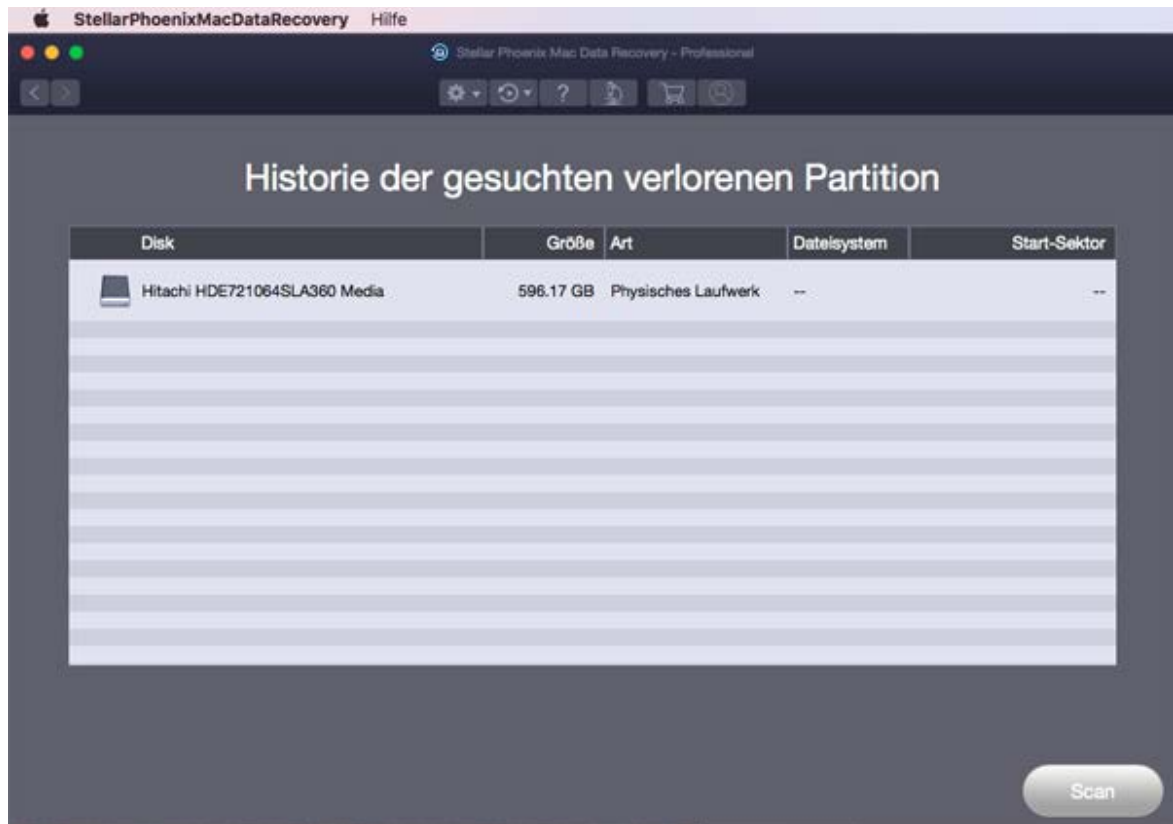 StellarPhoenixMacDataRecovery Hilfe
Stellar Phoenix Mac Data Recovery - Professional
?
Historie der gesuchten verlorenen Partition
Disk Größe Art Dateisystem Start-Sektor
Hitachi HDE721064SLA360 Media 596.17 GB Physisches Laufwerk -- --
Scan